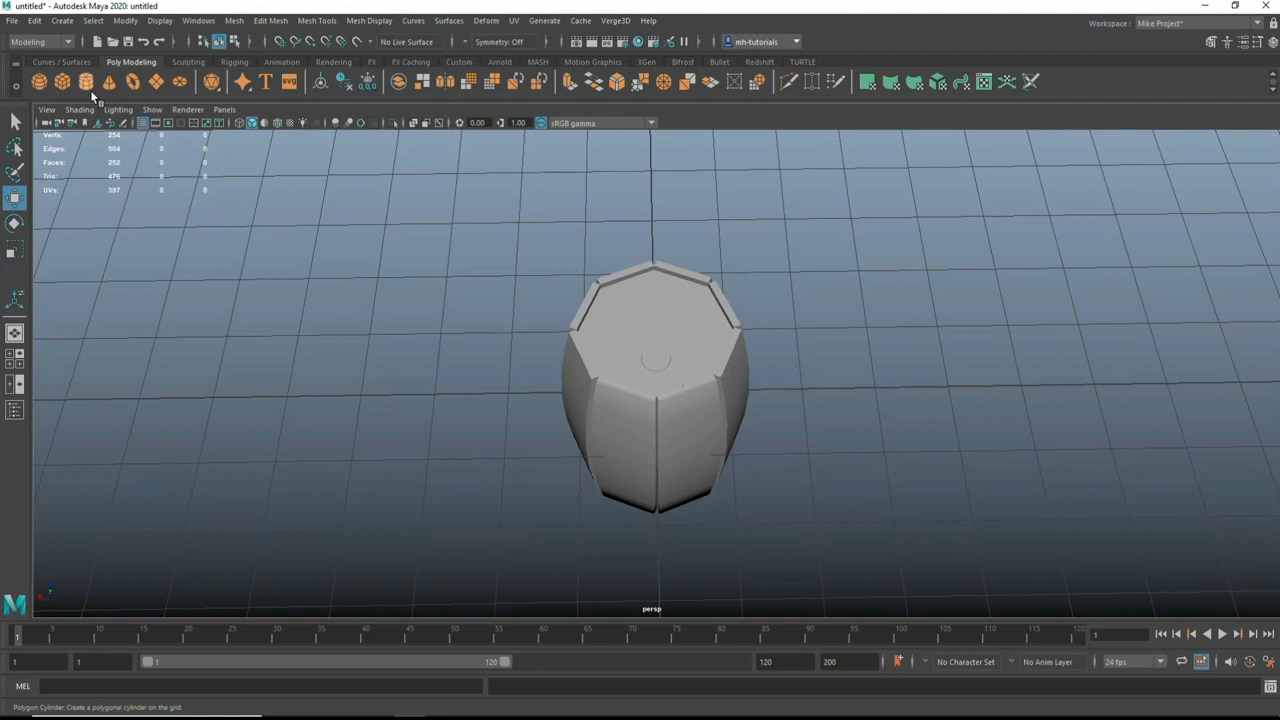 untitled* - Autodesk Maya 2020: untitled
File Edit Create Select Modify Display Windows Mesh Edit Mesh Mesh Tools Mesh Display Curves Surfaces Deform UV Generate Cache Verge3D Help
Workspace : Mike Project*
Modeling No Live Surface Symmetry: Off mh-tutorials
Curves / Surfaces Poly Modeling Sculpting Rigging Animation Rendering FX FX Caching Custom Arnold MASH Motion Graphics XGen Bifrost Bullet Redshift TURTLE
SVG
View Shading Lighting Show Renderer Panels
0.00 1.00 sRGB gamma
Verts: 254 0 0
Edges: 504 0 0
Faces: 252 0 0
Tris: 476 0 0
UVs: 397 0 0
persp
1 5 10 15 20 25 30 35 40 45 50 55 60 65 70 75 80 85 90 95 100 105 110 115 120 1
1 1 1 120 120 200 No Character Set No Anim Layer 24 fps
MEL
Polygon Cylinder: Create a polygonal cylinder on the grid